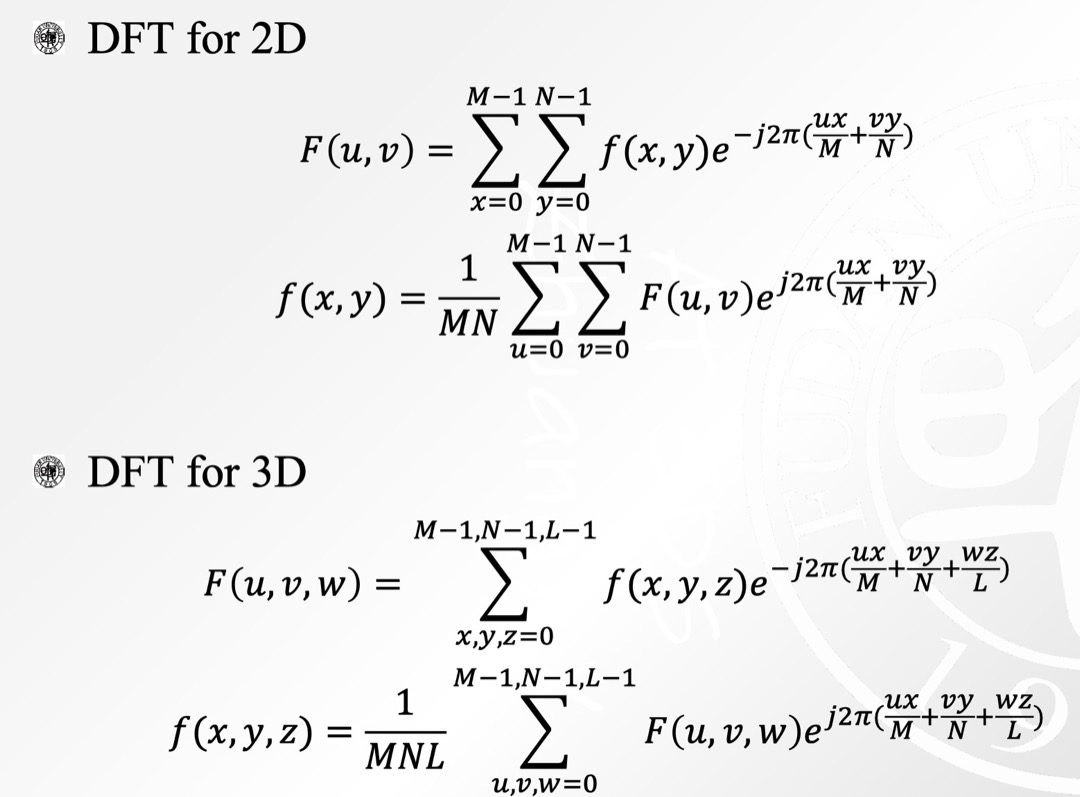 DFT for 2D
F(u, v) = \sum_{x=0}^{M-1} \sum_{y=0}^{N-1} f(x, y)e^{-j2\pi(\frac{ux}{M}+\frac{vy}{N})}
f(x, y) = \frac{1}{MN} \sum_{u=0}^{M-1} \sum_{v=0}^{N-1} F(u, v)e^{j2\pi(\frac{ux}{M}+\frac{vy}{N})}
DFT for 3D
F(u, v, w) = \sum_{x,y,z=0}^{M-1,N-1,L-1} f(x, y, z)e^{-j2\pi(\frac{ux}{M}+\frac{vy}{N}+\frac{wz}{L})}
f(x, y, z) = \frac{1}{MNL} \sum_{u,v,w=0}^{M-1,N-1,L-1} F(u, v, w)e^{j2\pi(\frac{ux}{M}+\frac{vy}{N}+\frac{wz}{L})}